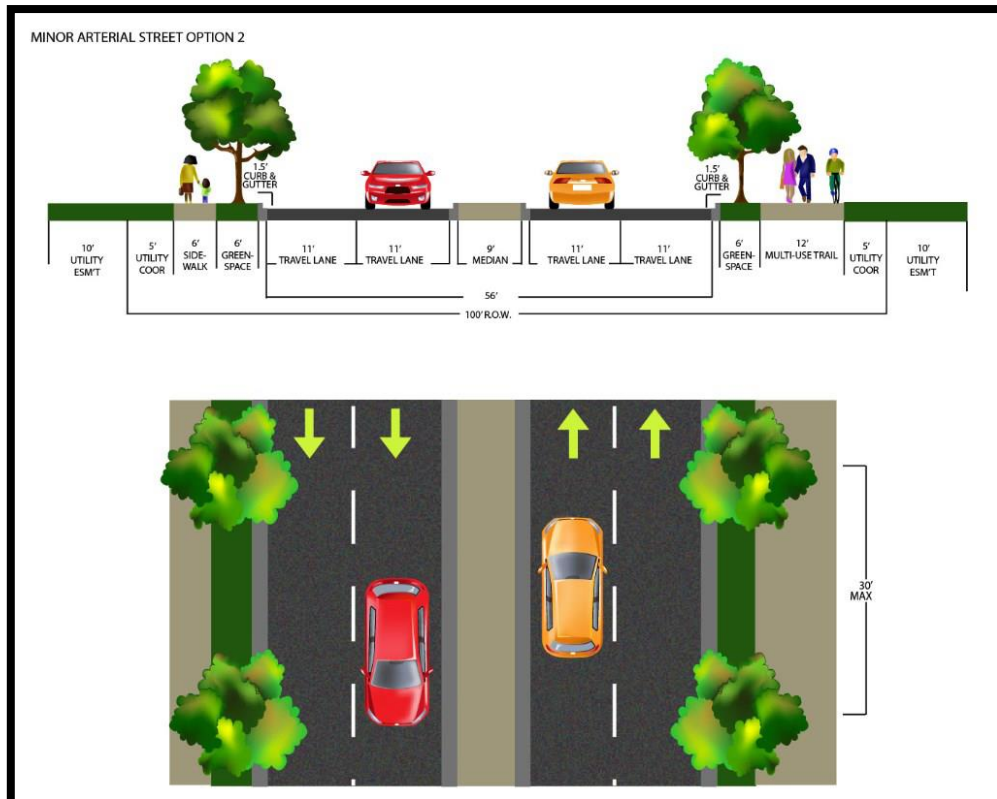 MINOR ARTERIAL STREET OPTION 2
1.5'
CURB &
GUTTER
1.5'
CURB &
GUTTER
10'
UTILITY
ESM'T
5'
UTILITY
COOR
6'
SIDE-
WALK
6'
GREEN-
SPACE
11'
TRAVEL LANE
11'
TRAVEL LANE
9'
MEDIAN
11'
TRAVEL LANE
11'
TRAVEL LANE
6'
GREEN-
SPACE
12'
MULTI-USE TRAIL
5'
UTILITY
COOR
10'
UTILITY
ESM'T
56'
100' R.O.W.
30'
MAX